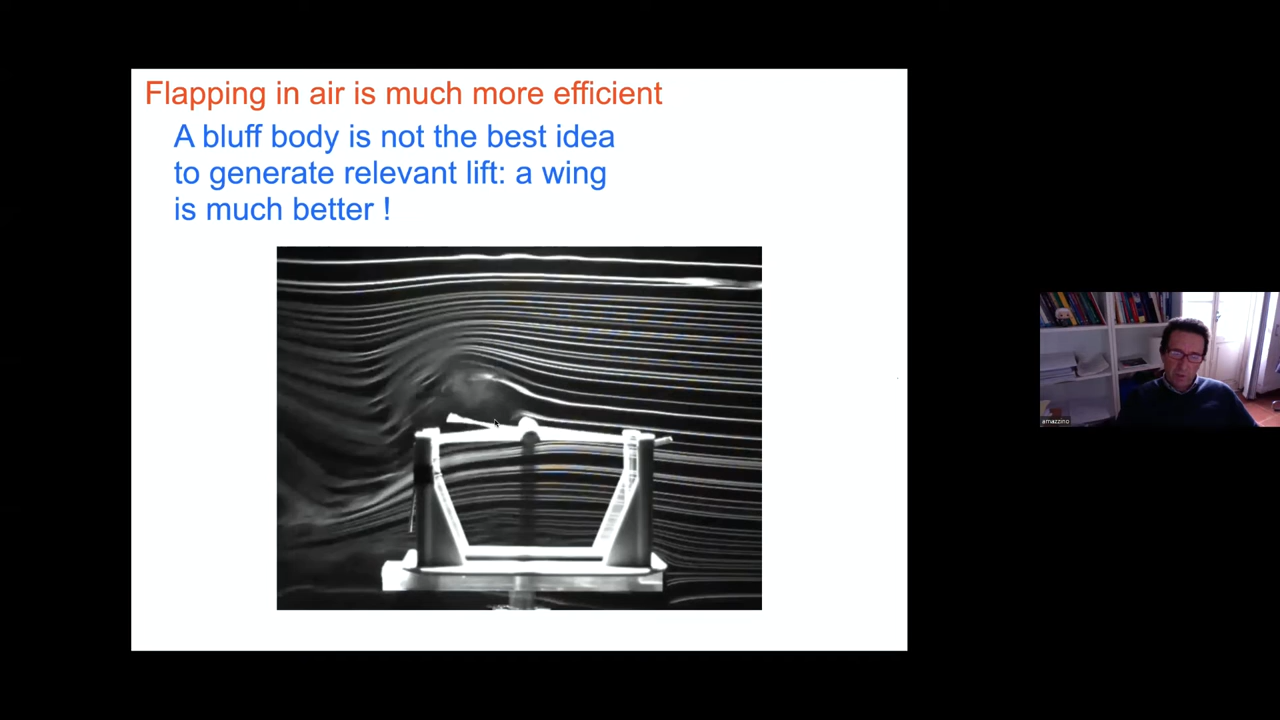 Flapping in air is much more efficient
A bluff body is not the best idea
to generate relevant lift: a wing
is much better !
amazzino